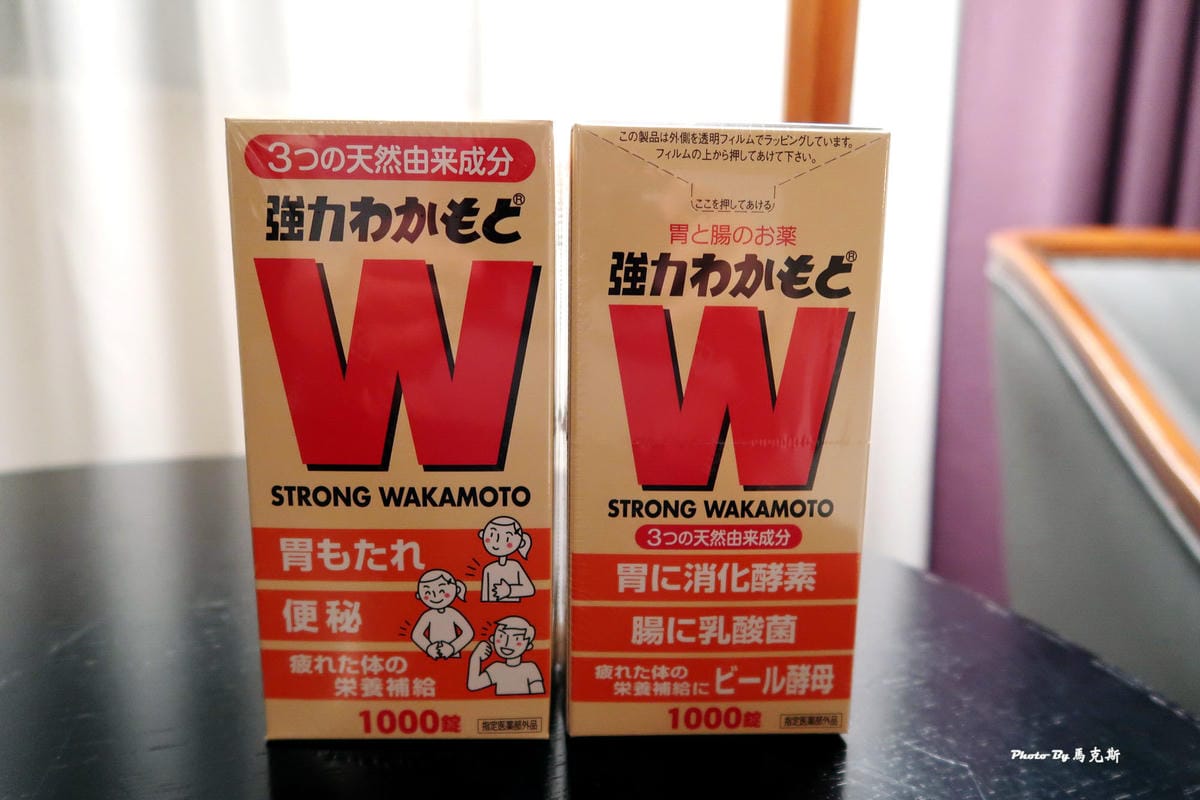 3つの天然由来成分
強力わかもと®
W
STRONG WAKAMOTO
胃もたれ
便秘
疲れた体の
栄養補給
1000錠
指定医薬部外品
この製品は外側を透明フィルムでラッピングしています。
フィルムの上から押してあけて下さい。
ここを押してあける
胃と腸のお薬
強力わかもと®
W
STRONG WAKAMOTO
3つの天然由来成分
胃に消化酵素
腸に乳酸菌
疲れた体の
栄養補給に ビール酵母
1000錠
指定医薬部外品
Photo By 馬克斯